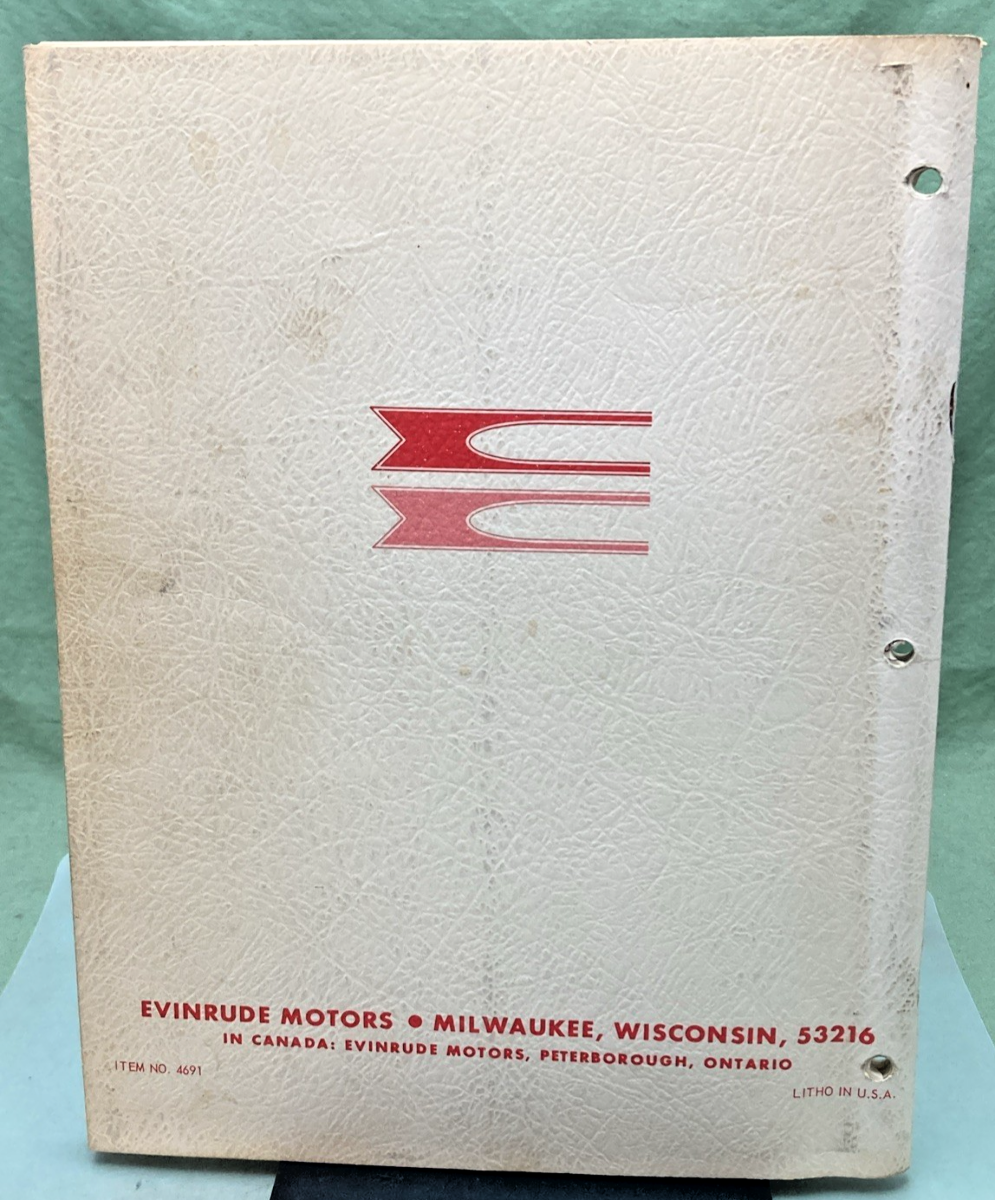 EVINRUDE MOTORS ● MILWAUKEE, WISCONSIN, 53216
IN CANADA: EVINRUDE MOTORS, PETERBOROUGH, ONTARIO
ITEM NO. 4691
LITHO IN U.S.A.